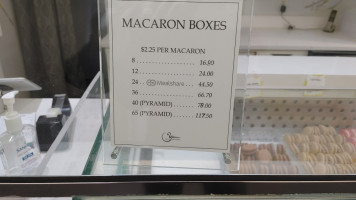 MACARON BOXES
$2.25 PER MACARON
8 .................... 16.80
12 .................... 24.00
24 .................... 44.50
36 .................... 66.70
40 (PYRAMID) ........ 78.00
65 (PYRAMID) ........ 117.50